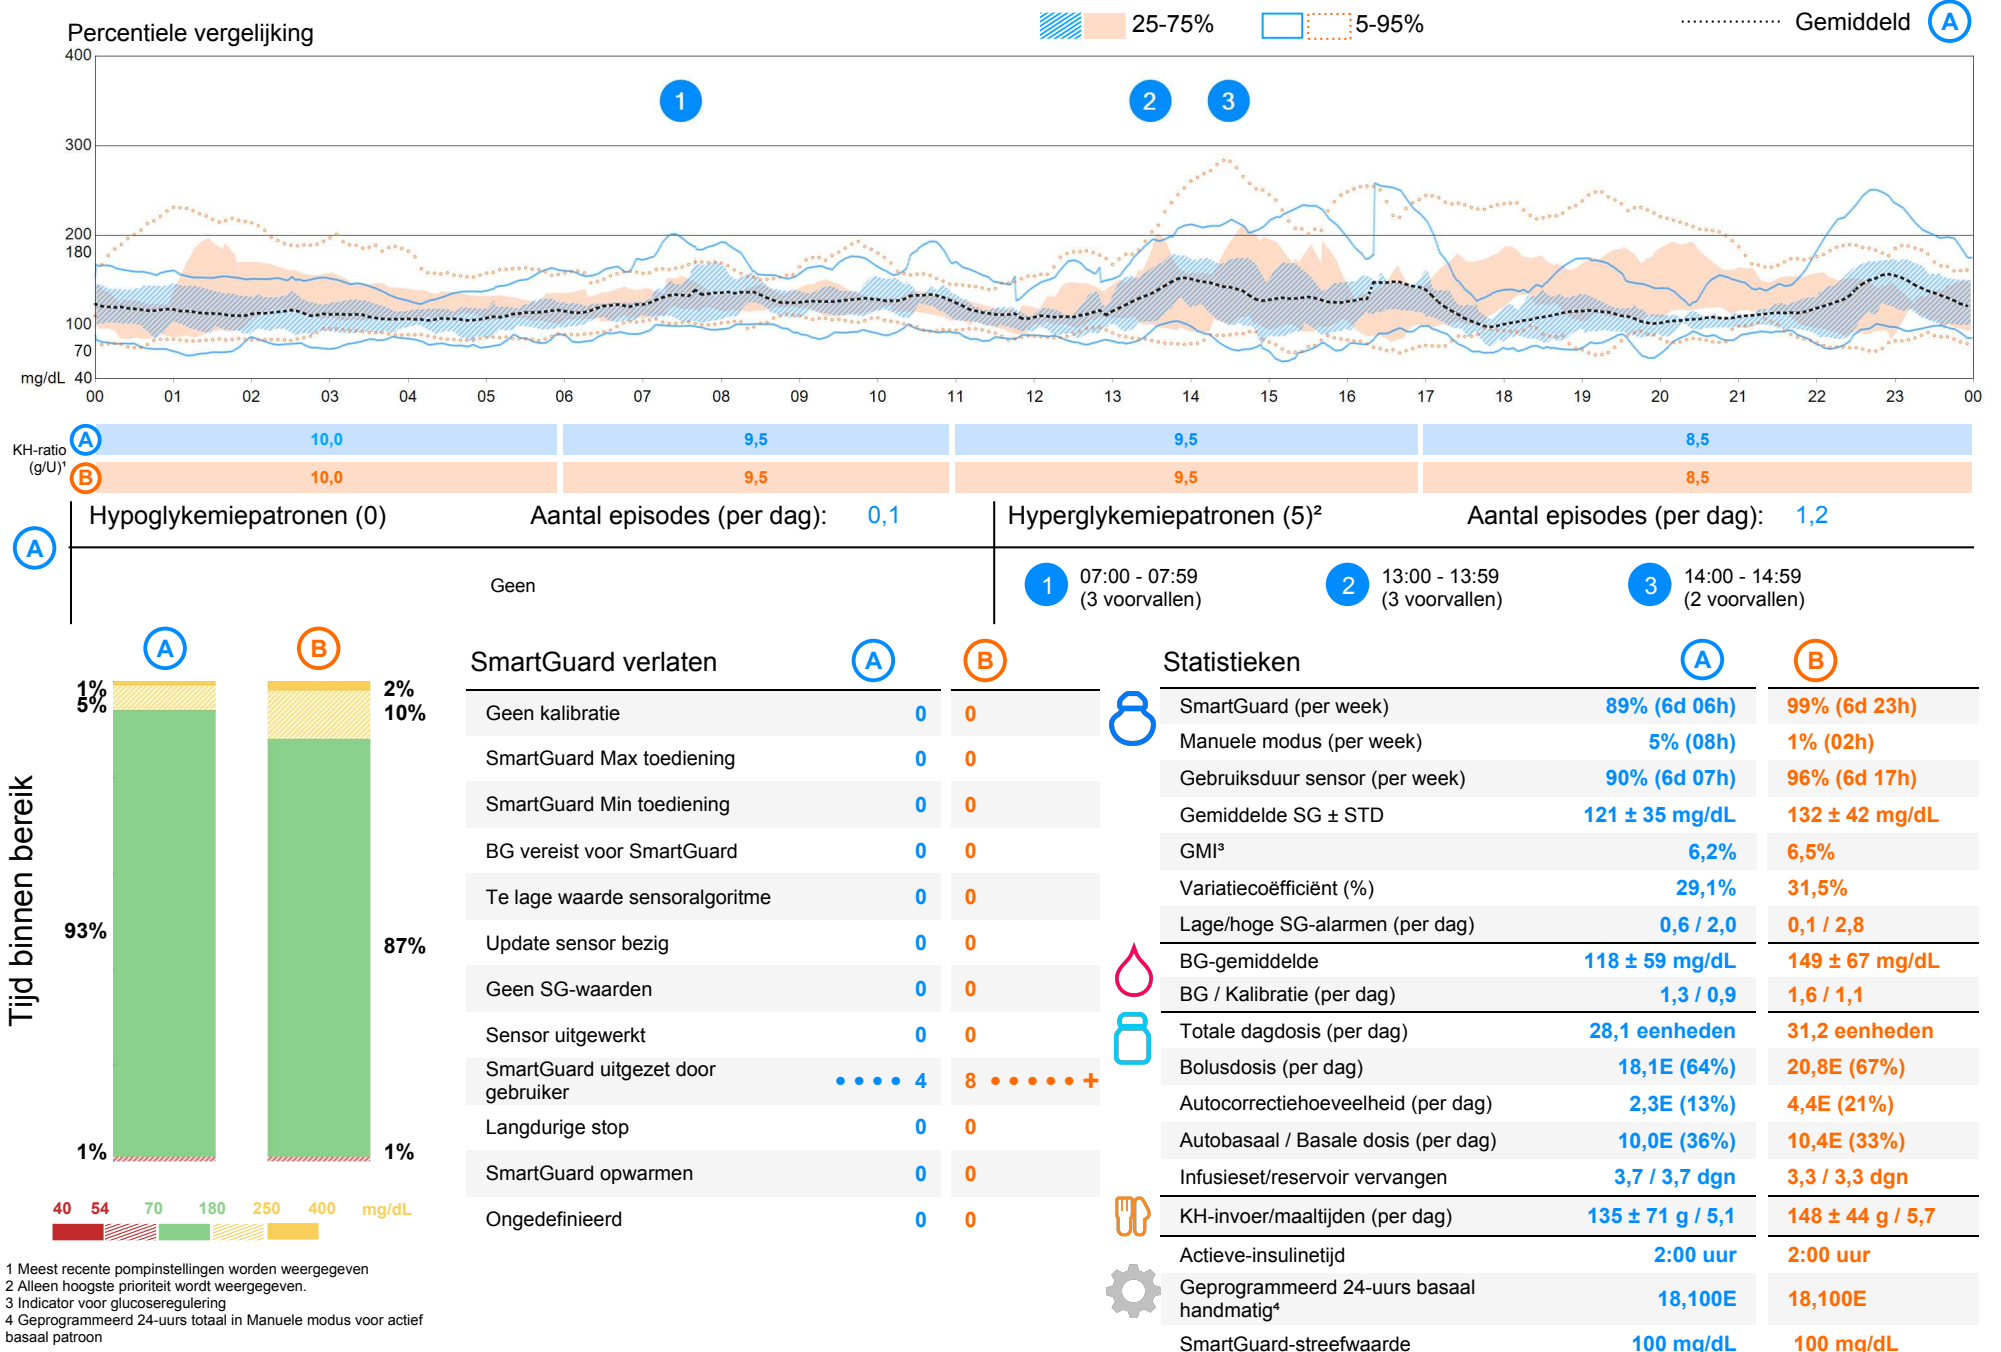 Percentiele vergelijking
25-75%
5-95%
Gemiddeld A
400
300
200
180
100
70
mg/dL 40
1 2 3
00 01 02 03 04 05 06 07 08 09 10 11 12 13 14 15 16 17 18 19 20 21 22 23 00
KH-ratio
(g/U)¹
A 10,0 9,5 9,5 8,5
B 10,0 9,5 9,5 8,5
A
Hypoglykemiepatronen (0) Aantal episodes (per dag): 0,1
Geen
Hyperglykemiepatronen (5)² Aantal episodes (per dag): 1,2
1 07:00 - 07:59
(3 voorvallen)
2 13:00 - 13:59
(3 voorvallen)
3 14:00 - 14:59
(2 voorvallen)
Tijd binnen bereik
A B
1% 2%
5% 10%
93% 87%
1% 1%
40 54 70 180 250 400 mg/dL
SmartGuard verlaten A B
Geen kalibratie 0 0
SmartGuard Max toediening 0 0
SmartGuard Min toediening 0 0
BG vereist voor SmartGuard 0 0
Te lage waarde sensoralgoritme 0 0
Update sensor bezig 0 0
Geen SG-waarden 0 0
Sensor uitgewerkt 0 0
SmartGuard uitgezet door
gebruiker 4 8 +
Langdurige stop 0 0
SmartGuard opwarmen 0 0
Ongedefinieerd 0 0
Statistieken A B
SmartGuard (per week) 89% (6d 06h) 99% (6d 23h)
Manuele modus (per week) 5% (08h) 1% (02h)
Gebruiksduur sensor (per week) 90% (6d 07h) 96% (6d 17h)
Gemiddelde SG ± STD 121 ± 35 mg/dL 132 ± 42 mg/dL
GMI³ 6,2% 6,5%
Variatiecoëfficiënt (%) 29,1% 31,5%
Lage/hoge SG-alarmen (per dag) 0,6 / 2,0 0,1 / 2,8
BG-gemiddelde 118 ± 59 mg/dL 149 ± 67 mg/dL
BG / Kalibratie (per dag) 1,3 / 0,9 1,6 / 1,1
Totale dagdosis (per dag) 28,1 eenheden 31,2 eenheden
Bolusdosis (per dag) 18,1E (64%) 20,8E (67%)
Autocorrectiehoeveelheid (per dag) 2,3E (13%) 4,4E (21%)
Autobasaal / Basale dosis (per dag) 10,0E (36%) 10,4E (33%)
Infusieset/reservoir vervangen 3,7 / 3,7 dgn 3,3 / 3,3 dgn
KH-invoer/maaltijden (per dag) 135 ± 71 g / 5,1 148 ± 44 g / 5,7
Actieve-insulinetijd 2:00 uur 2:00 uur
Geprogrammeerd 24-uurs basaal
handmatig⁴ 18,100E 18,100E
SmartGuard-streefwaarde 100 mg/dL 100 mg/dL
1 Meest recente pompinstellingen worden weergegeven
2 Alleen hoogste prioriteit wordt weergegeven.
3 Indicator voor glucoseregulering
4 Geprogrammeerd 24-uurs totaal in Manuele modus voor actief
basaal patroon